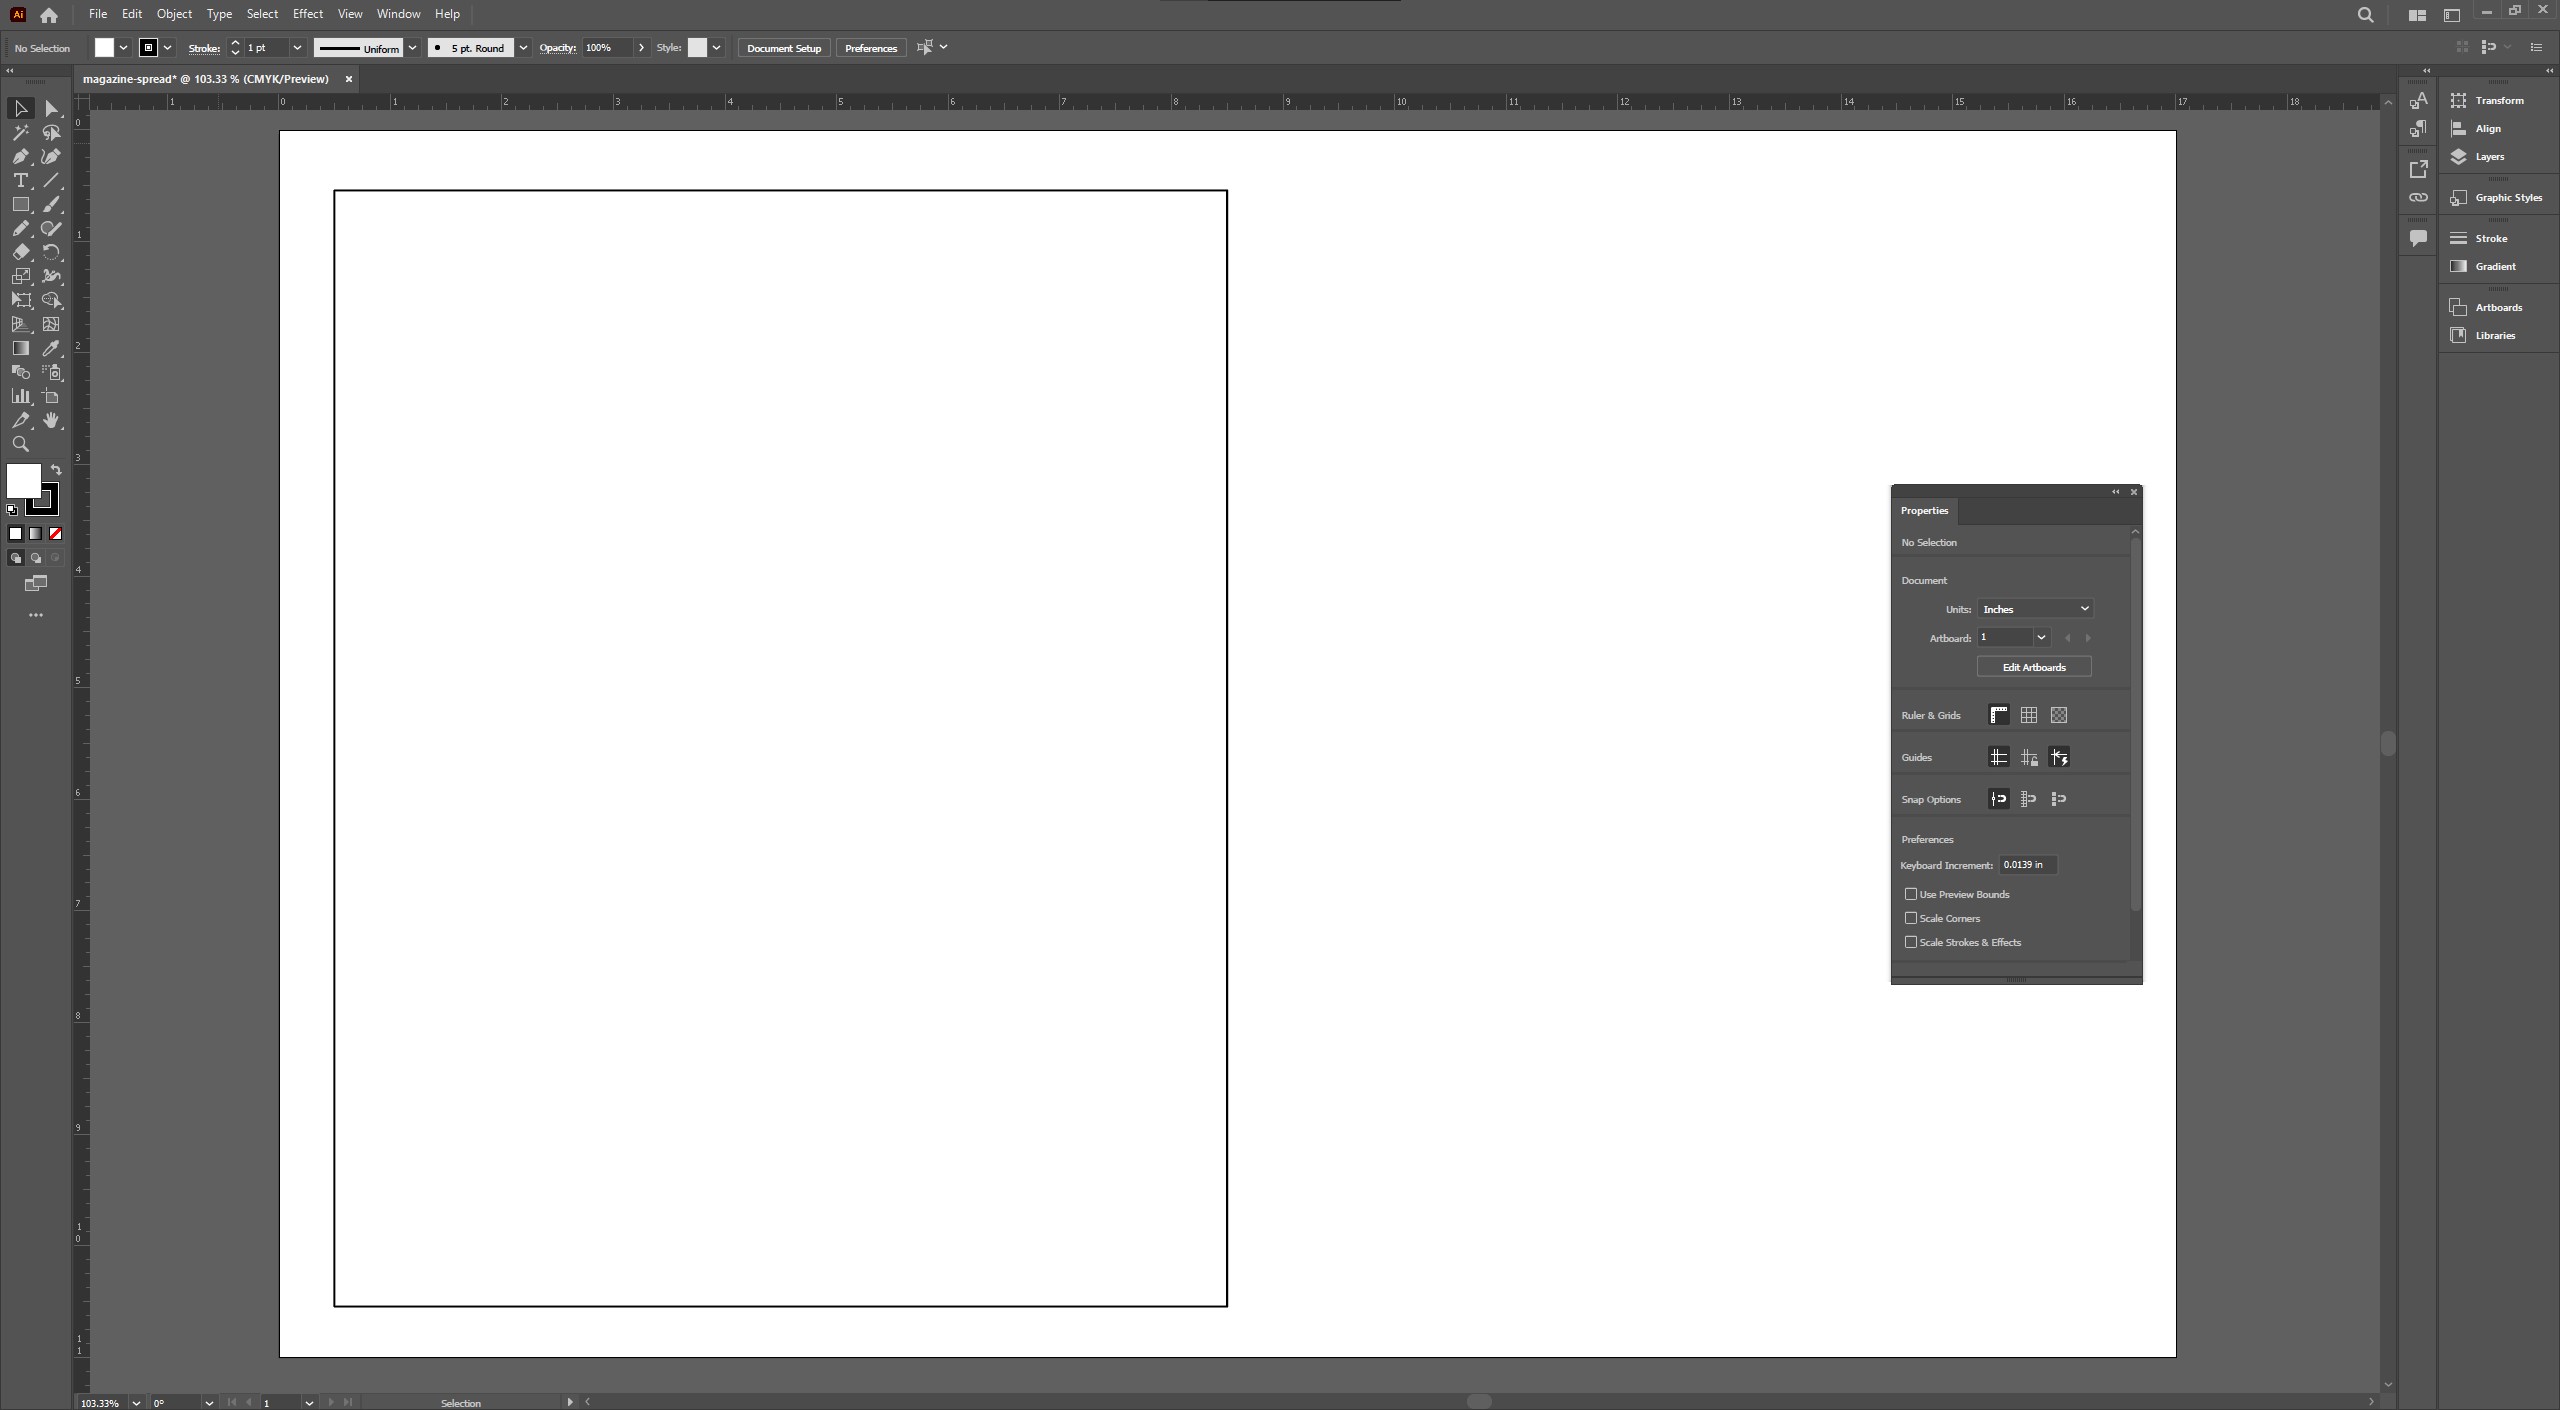 Ai File Edit Object Type Select Effect View Window Help
No Selection Stroke: 1 pt Uniform 5 pt. Round Opacity: 100% Style: Document Setup Preferences
magazine-spread* @ 103.33 % (CMYK/Preview)
1 0 1 2 3 4 5 6 7 8 9 10 11 12 13 14 15 16 17 18
0
1
2
3
4
5
6
7
8
9
1
0
1
1
Transform
Align
Layers
Graphic Styles
Stroke
Gradient
Artboards
Libraries
Properties
No Selection
Document
Units: Inches
Artboard: 1
Edit Artboards
Ruler & Grids
Guides
Snap Options
Preferences
Keyboard Increment: 0.0139 in
Use Preview Bounds
Scale Corners
Scale Strokes & Effects
103.33% 0° 1 Selection